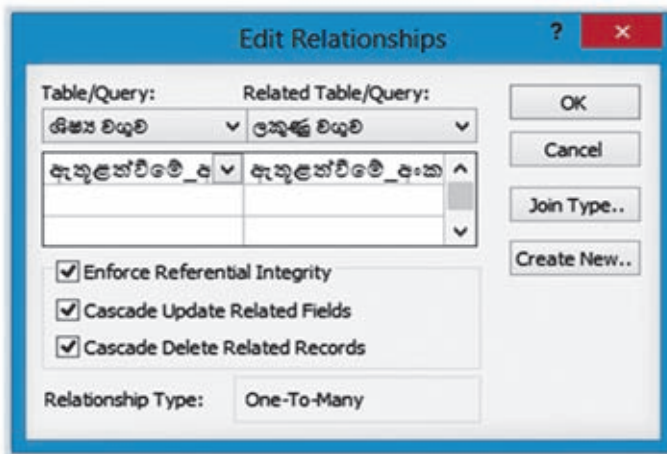 Edit Relationships ?
Table/Query: Related Table/Query:
ශිෂ්‍ය වගුව ලකුණු වගුව
ඇතුළත්වීමේ_අ ඇතුළත්වීමේ_අංක
Enforce Referential Integrity
Cascade Update Related Fields
Cascade Delete Related Records
Relationship Type: One-To-Many
OK
Cancel
Join Type..
Create New..